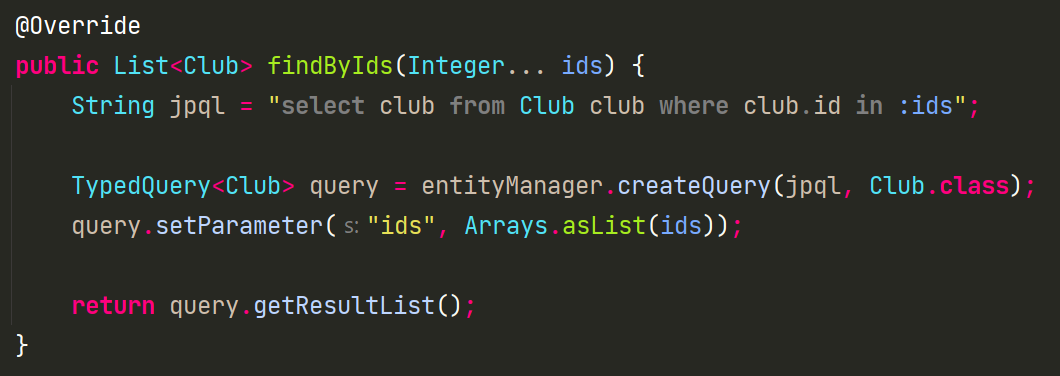 @Override
public List<Club> findByIds(Integer... ids) {
String jpql = "select club from Club club where club.id in :ids";
TypedQuery<Club> query = entityManager.createQuery(jpql, Club.class);
query.setParameter( s: "ids", Arrays.asList(ids));
return query.getResultList();
}